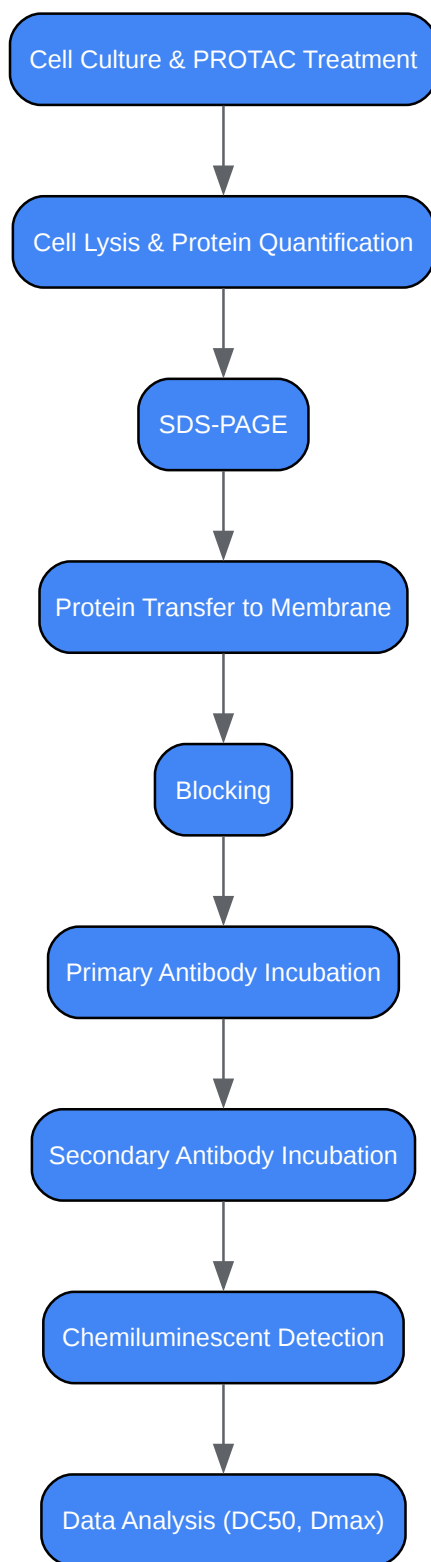 Cell Culture & PROTAC Treatment
Cell Lysis & Protein Quantification
SDS-PAGE
Protein Transfer to Membrane
Blocking
Primary Antibody Incubation
Secondary Antibody Incubation
Chemiluminescent Detection
Data Analysis (DC50, Dmax)